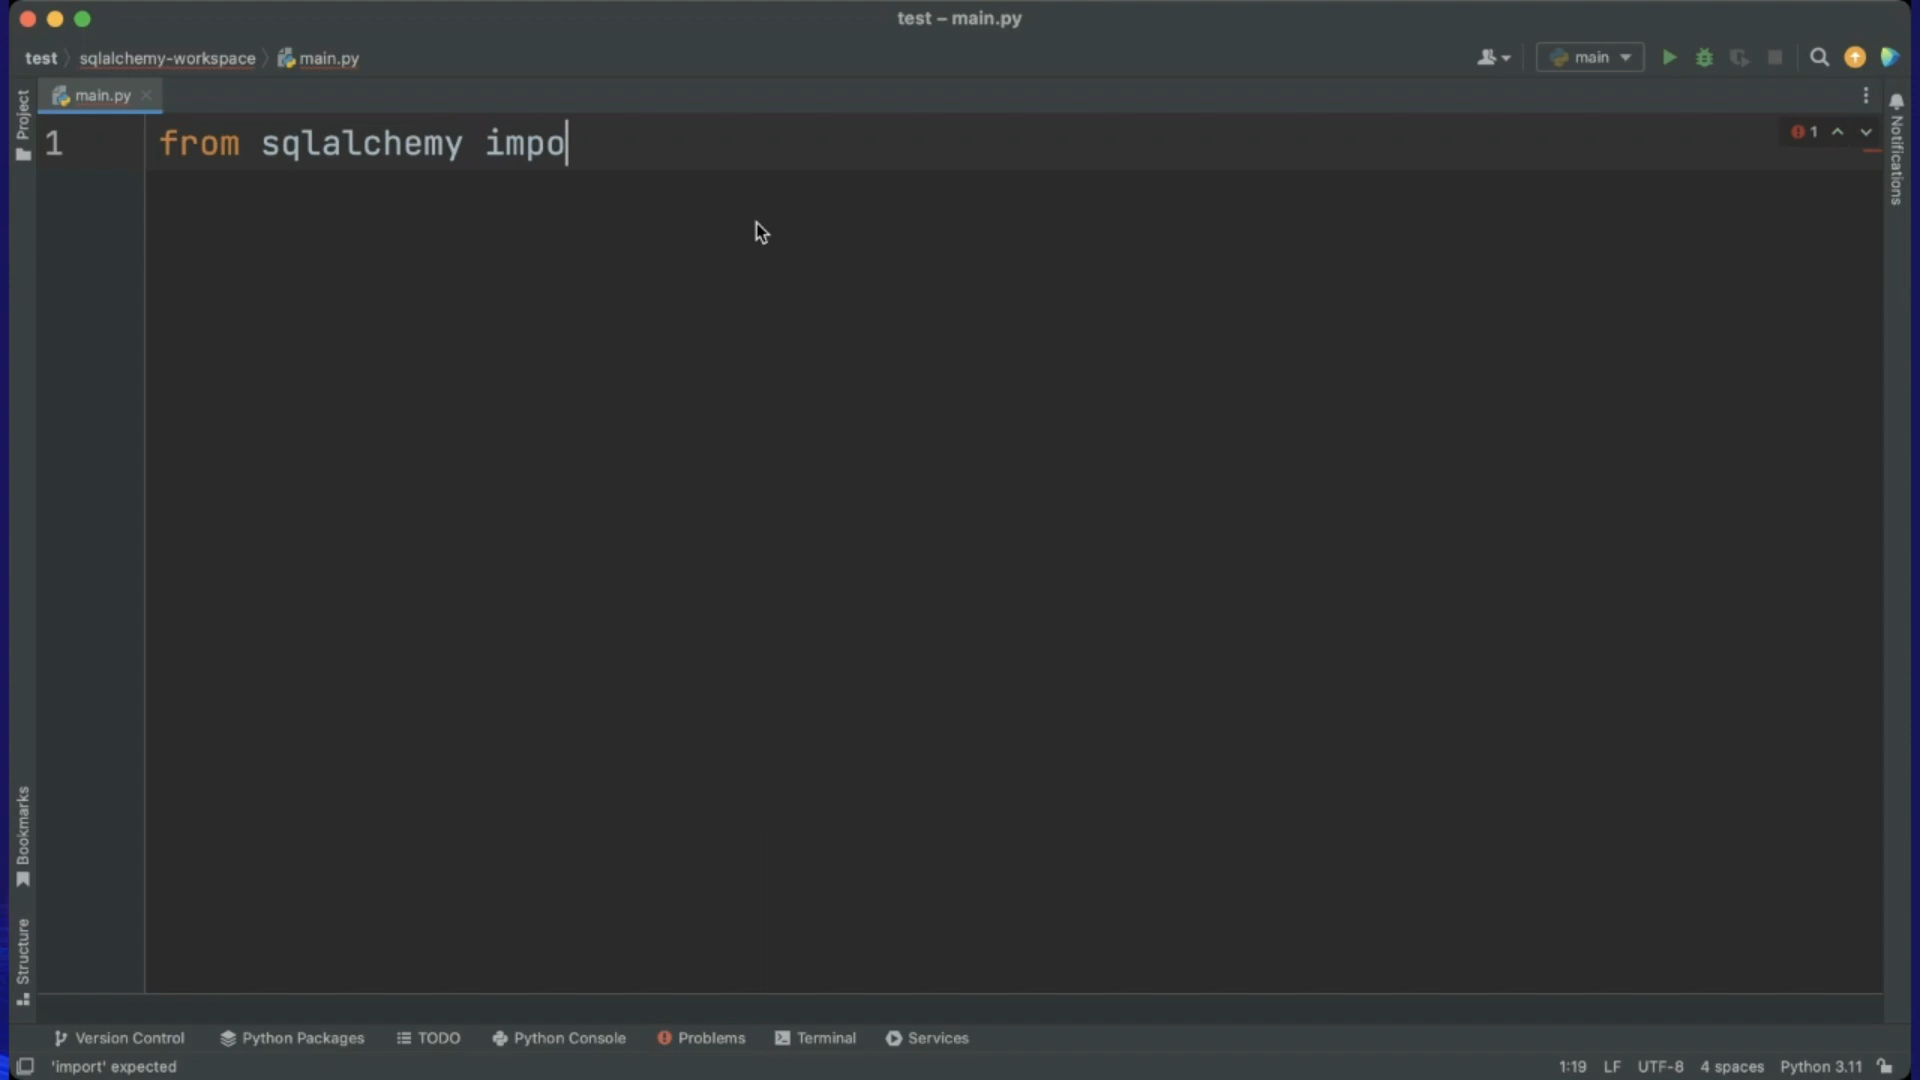 test – main.py
test sqlalchemy-workspace main.py
main
main.py
Project
1 from sqlalchemy impo
1
Notifications
Bookmarks
Structure
Version Control Python Packages TODO Python Console Problems Terminal Services
'import' expected 1:19 LF UTF-8 4 spaces Python 3.11